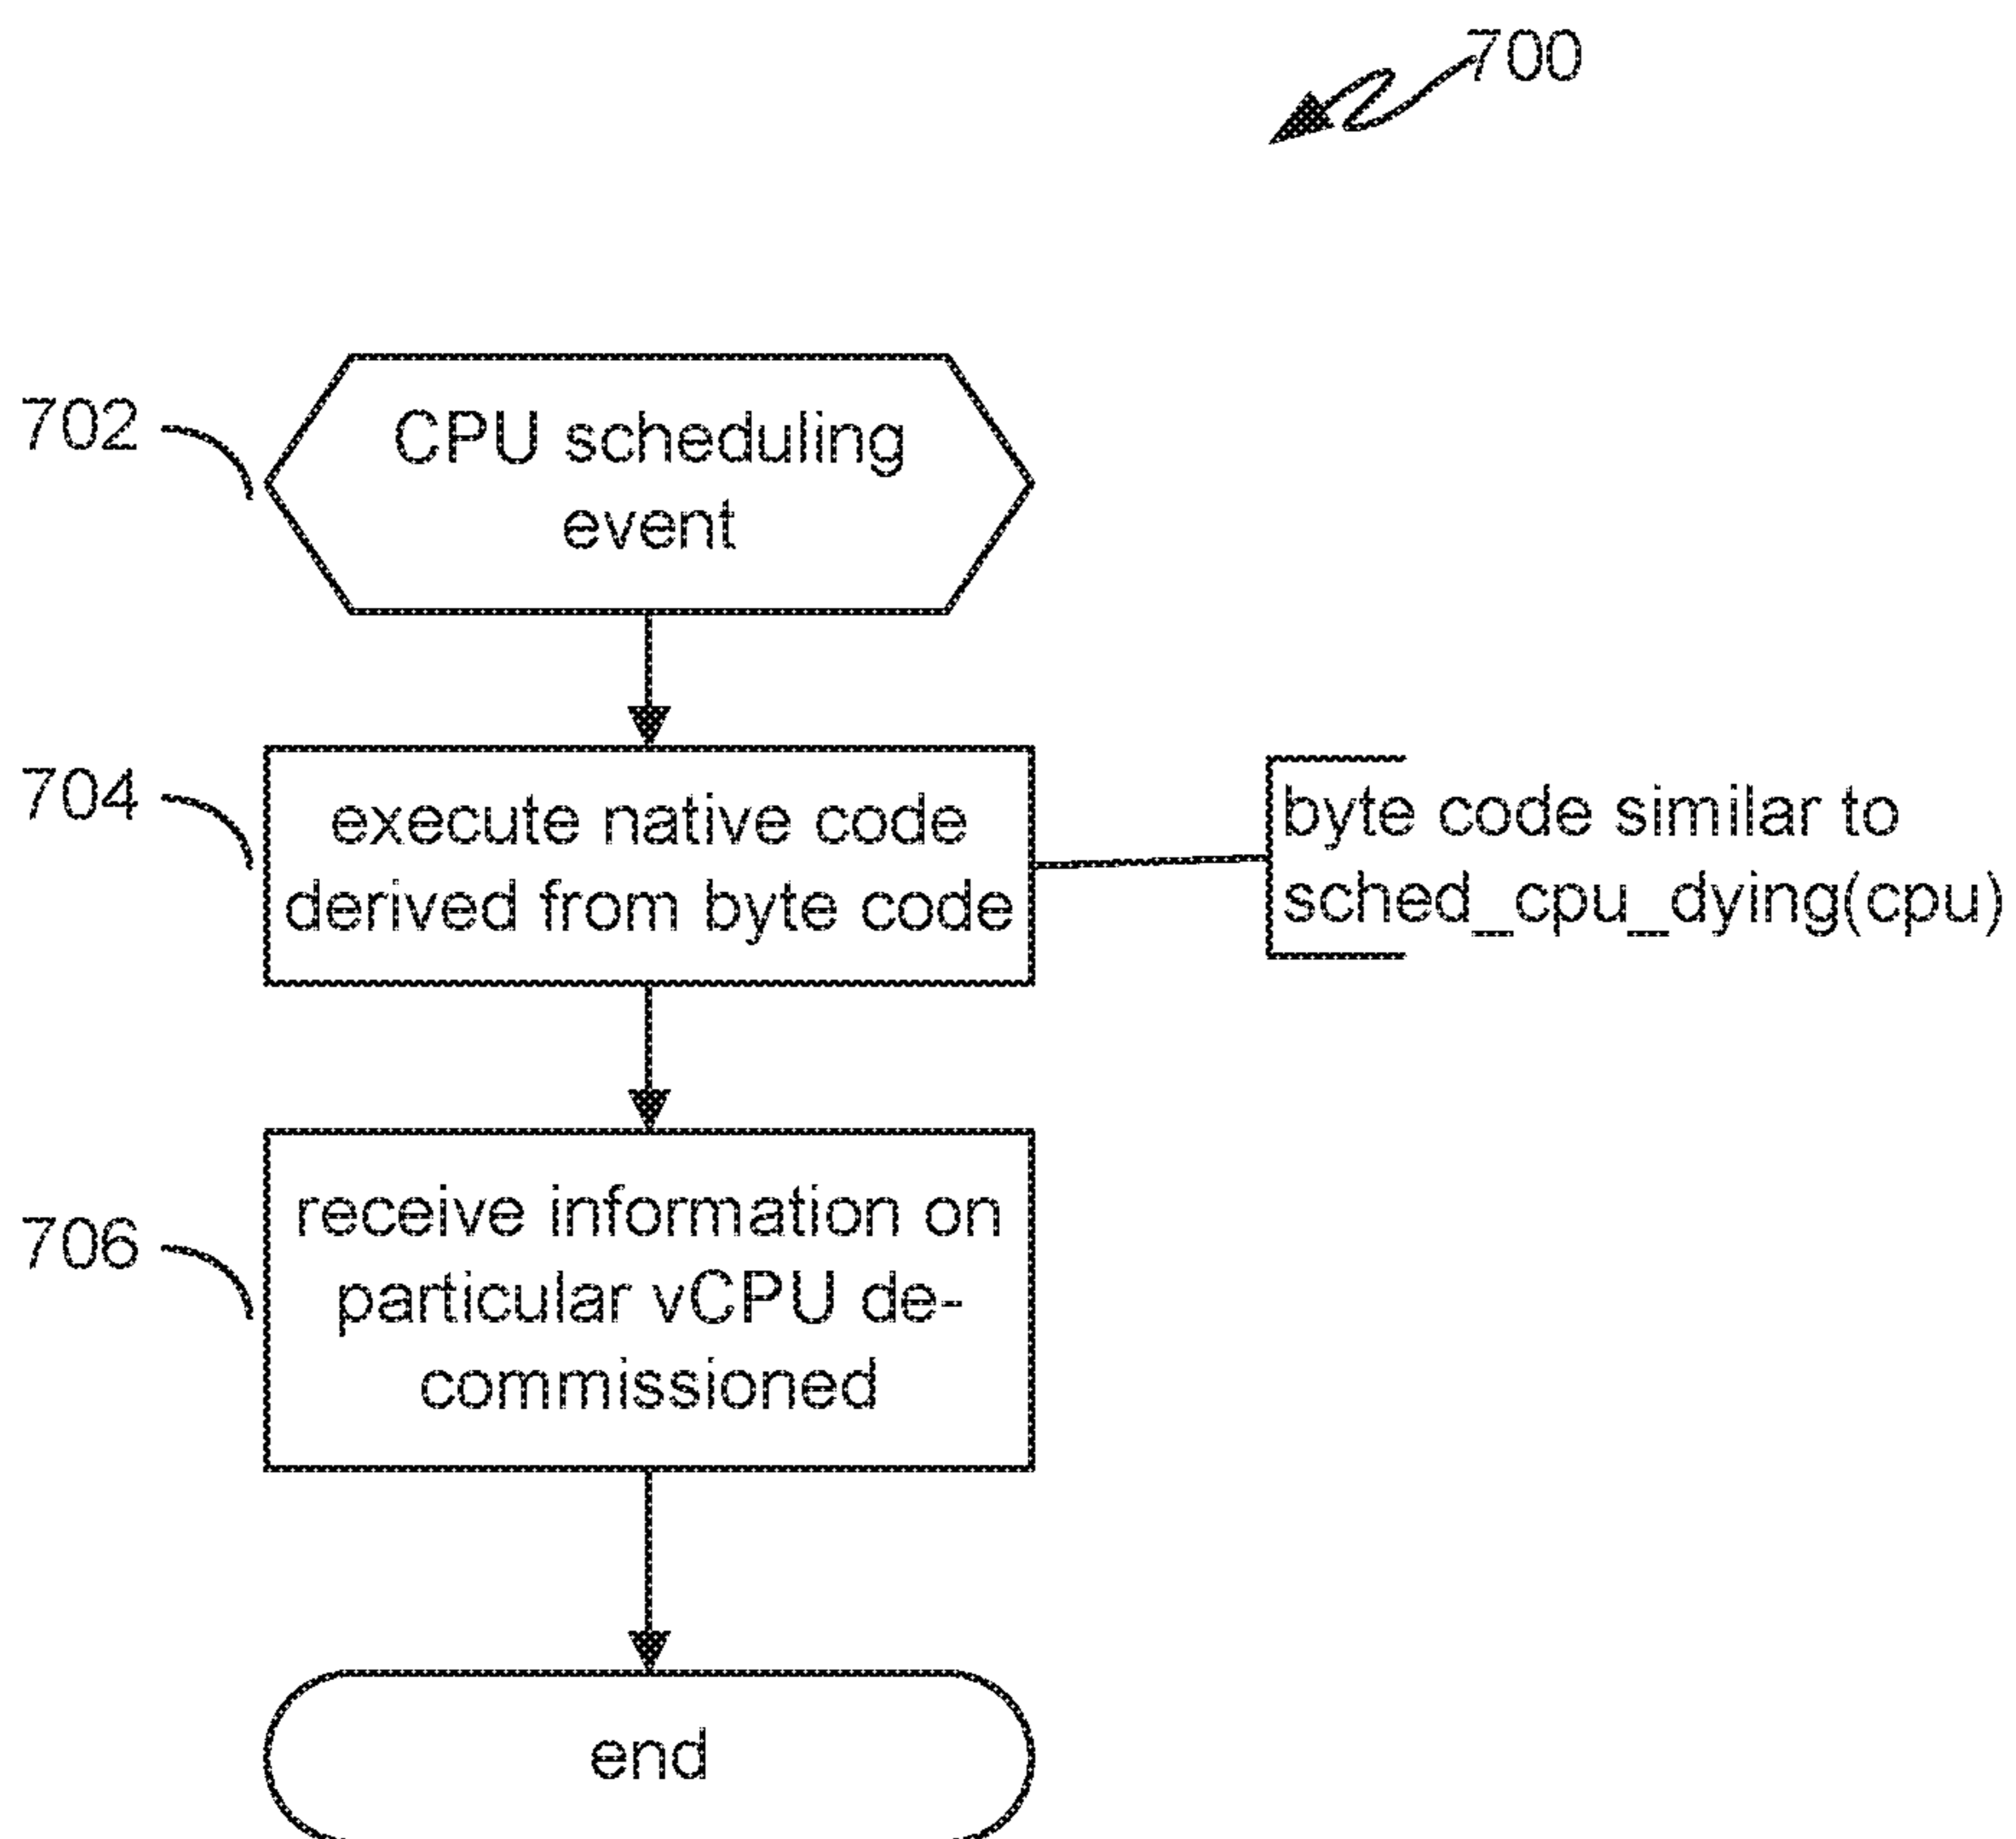 700
702
CPU scheduling
event
704
execute native code
derived from byte code
byte code similar to
sched_cpu_dying(cpu)
706
receive information on
particular vCPU de-
commissioned
end